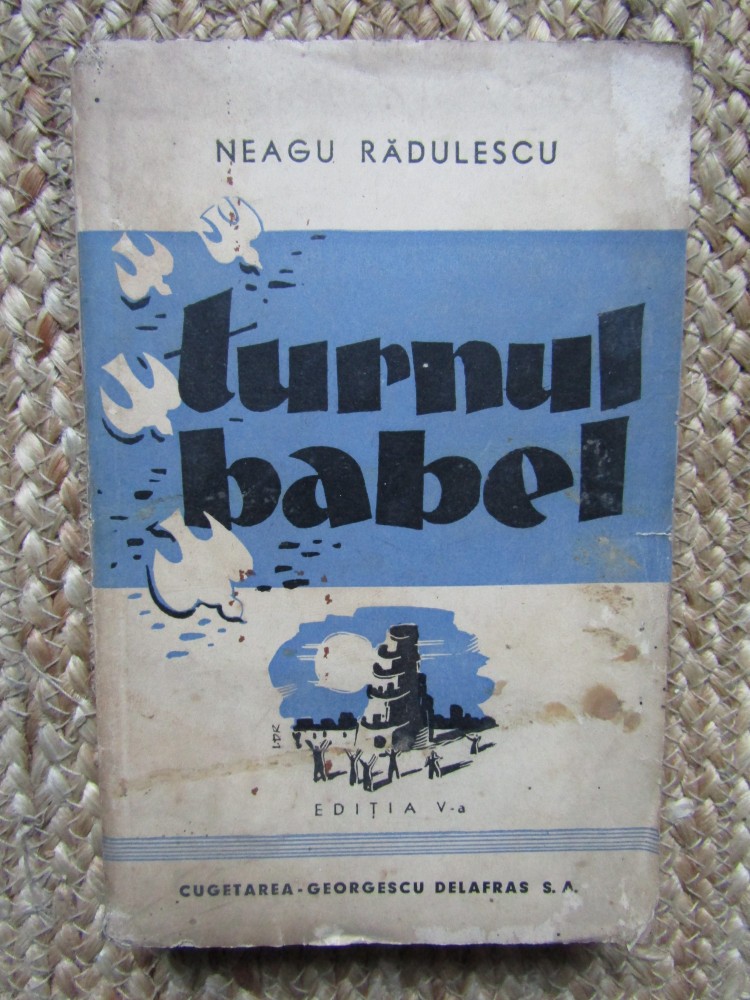 NEAGU RĂDULESCU
turnul
babel
I.D.R
EDIȚIA V-a
CUGETAREA-GEORGESCU DELAFRAS S. A.